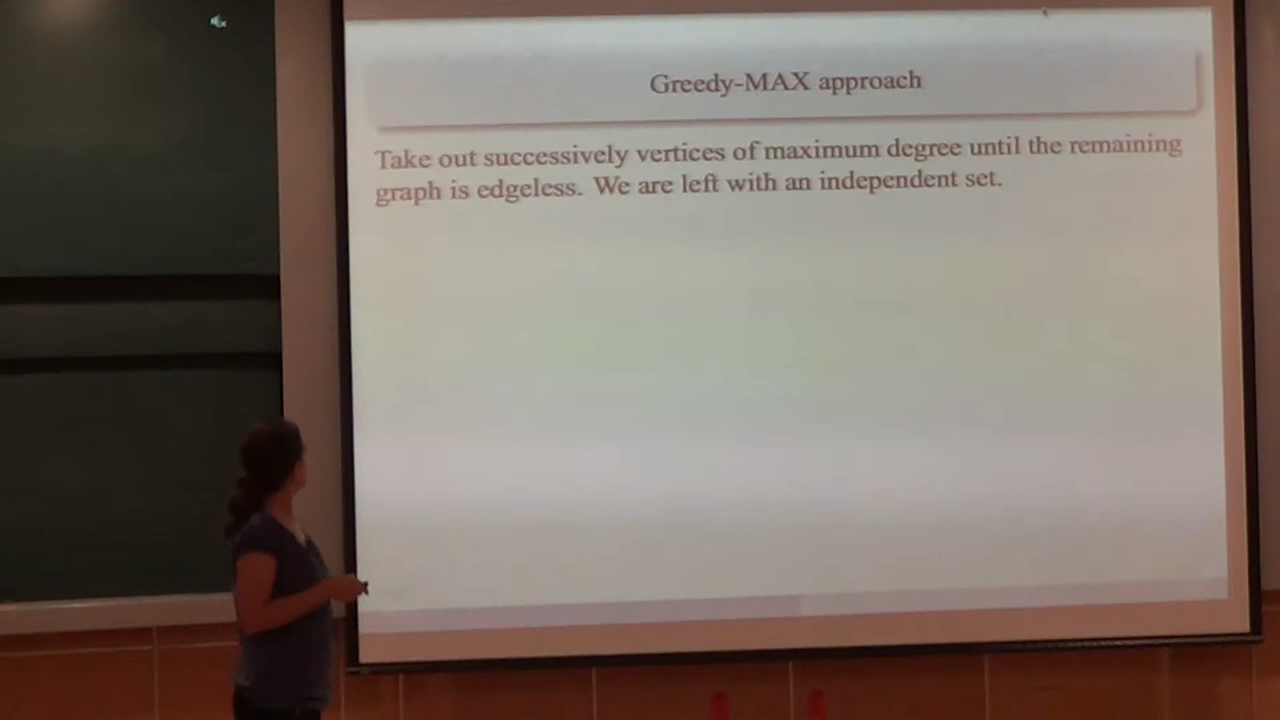 Greedy-MAX approach
Take out successively vertices of maximum degree until the remaining
graph is edgeless. We are left with an independent set.